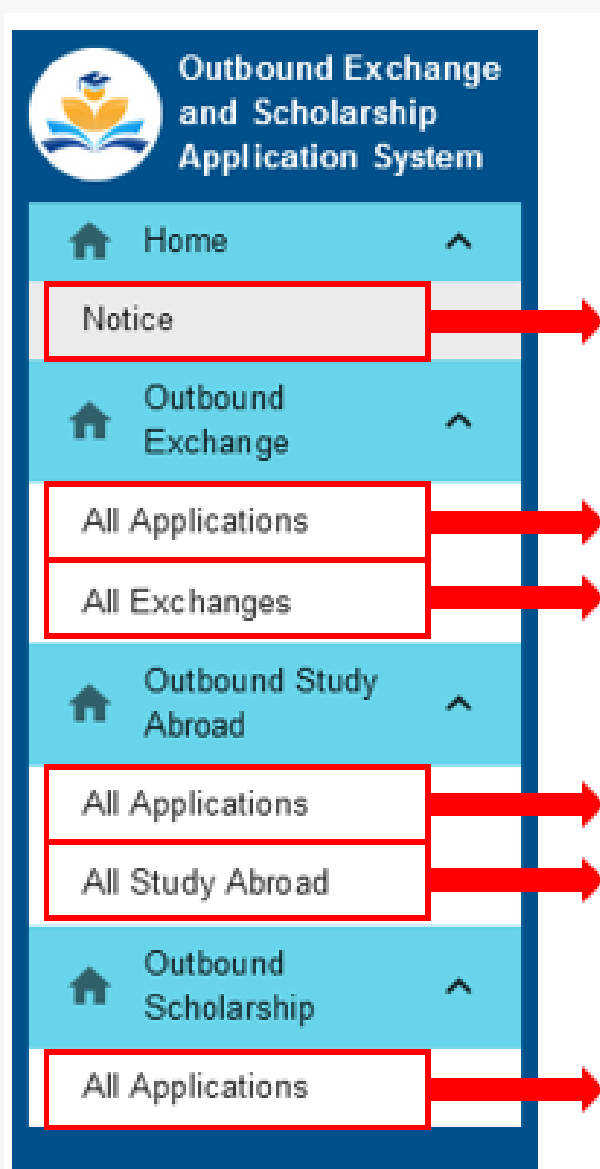 Outbound Exchange
and Scholarship
Application System
Home
Notice
Outbound
Exchange
All Applications
All Exchanges
Outbound Study
Abroad
All Applications
All Study Abroad
Outbound
Scholarship
All Applications